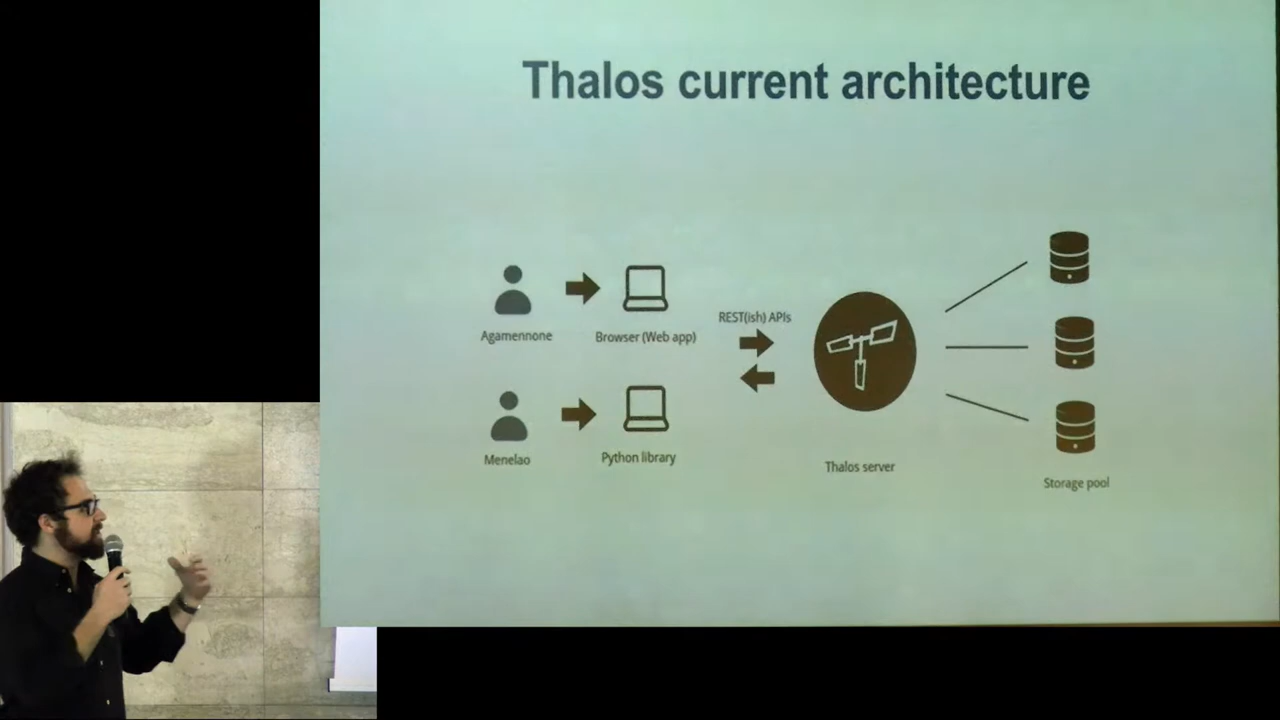 Thalos current architecture
Agamennone
Browser (Web app)
REST(ish) APIs
Menelao
Python library
Thalos server
Storage pool